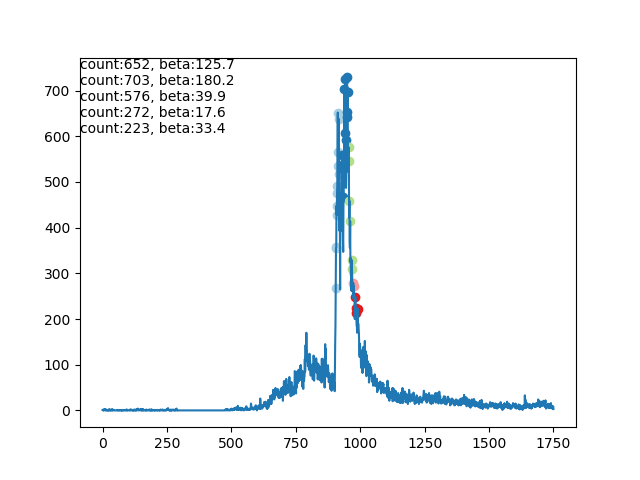 count:652, beta:125.7
count:703, beta:180.2
count:576, beta:39.9
count:272, beta:17.6
count:223, beta:33.4
700
600
500
400
300
200
100
0
0 250 500 750 1000 1250 1500 1750